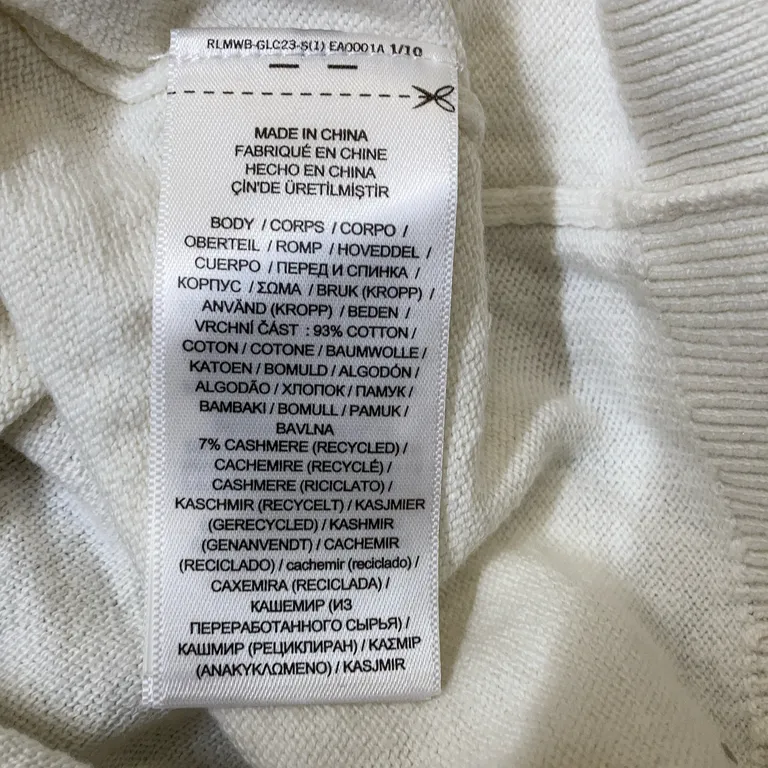 RLMWB-GLC23-S(1) EA0001A 1/10
MADE IN CHINA
FABRIQUÉ EN CHINE
HECHO EN CHINA
ÇİN'DE ÜRETİLMİŞTİR
BODY / CORPS / CORPO /
OBERTEIL / ROMP / HOVEDDEL /
CUERPO / ПЕРЕД И СПИНКА /
КОРПУС / ΣΩΜΑ / BRUK (KROPP) /
ANVÄND (KROPP) / BEDEN /
VRCHNÍ ČÁST : 93% COTTON /
COTON / COTONE / BAUMWOLLE /
KATOEN / BOMULD / ALGODÓN /
ALGODÃO / ХЛОПОК / ПАМУК /
ΒΑΜΒΑΚΙ / BOMULL / PAMUK /
BAVLNA
7% CASHMERE (RECYCLED) /
CACHEMIRE (RECYCLÉ) /
CASHMERE (RICICLATO) /
KASCHMIR (RECYCELT) / KASJMIER
(GERECYCLED) / KASHMIR
(GENANVENDT) / CACHEMIR
(RECICLADO) / cachemir (reciclado) /
CAXEMIRA (RECICLADA) /
КАШЕМИР (ИЗ
ПЕРЕРАБОТАННОГО СЫРЬЯ) /
КАШМИР (РЕЦИКЛИРАН) / ΚΑΣΜΙΡ
(ΑΝΑΚΥΚΛΩΜΕΝΟ) / KASJMIR